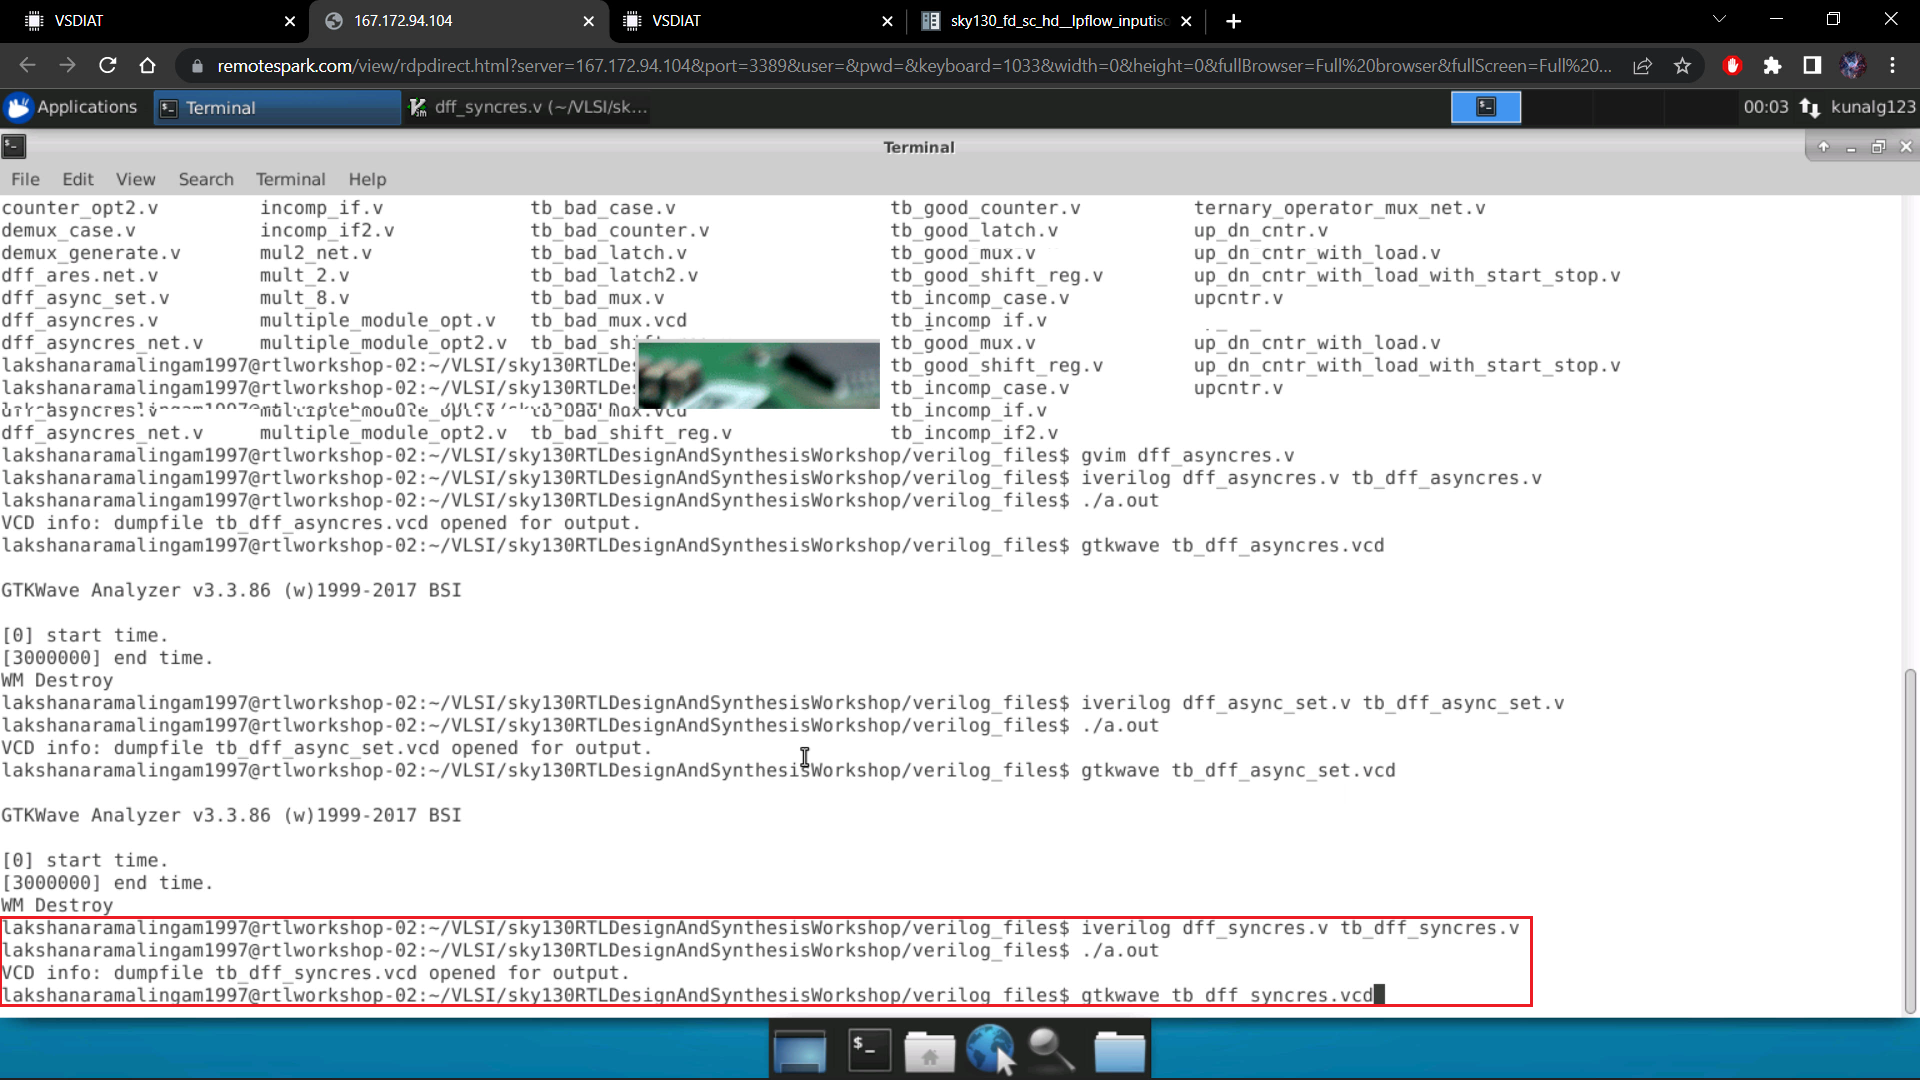 VSDIAT
167.172.94.104
VSDIAT
sky130_fd_sc_hd__lpflow_inputiso
remotespark.com/view/rdpdirect.html?server=167.172.94.104&port=3389&user=&pwd=&keyboard=1033&width=0&height=0&fullBrowser=Full%20browser&fullScreen=Full%20...
Applications
Terminal
dff_syncres.v (~/VLSI/sk...
00:03
kunalg123
Terminal
File Edit View Search Terminal Help
counter_opt2.v incomp_if.v tb_bad_case.v tb_good_counter.v ternary_operator_mux_net.v
demux_case.v incomp_if2.v tb_bad_counter.v tb_good_latch.v up_dn_cntr.v
demux_generate.v mul2_net.v tb_bad_latch.v tb_good_mux.v up_dn_cntr_with_load.v
dff_ares.net.v mult_2.v tb_bad_latch2.v tb_good_shift_reg.v up_dn_cntr_with_load_with_start_stop.v
dff_async_set.v mult_8.v tb_bad_mux.v tb_incomp_case.v upcntr.v
dff_asyncres.v multiple_module_opt.v tb_bad_mux.vcd tb_incomp_if.v
dff_asyncres_net.v multiple_module_opt2.v tb_bad_shif tb_good_mux.v up_dn_cntr_with_load.v
lakshanaramalingam1997@rtlworkshop-02:~/VLSI/sky130RTLDes tb_good_shift_reg.v up_dn_cntr_with_load_with_start_stop.v
lakshanaramalingam1997@rtlworkshop-02:~/VLSI/sky130RTLDes tb_incomp_case.v upcntr.v
tb_incomp_if.v
dff_asyncres_net.v multiple_module_opt2.v tb_bad_shift_reg.v tb_incomp_if2.v
lakshanaramalingam1997@rtlworkshop-02:~/VLSI/sky130RTLDesignAndSynthesisWorkshop/verilog_files$ gvim dff_asyncres.v
lakshanaramalingam1997@rtlworkshop-02:~/VLSI/sky130RTLDesignAndSynthesisWorkshop/verilog_files$ iverilog dff_asyncres.v tb_dff_asyncres.v
lakshanaramalingam1997@rtlworkshop-02:~/VLSI/sky130RTLDesignAndSynthesisWorkshop/verilog_files$ ./a.out
VCD info: dumpfile tb_dff_asyncres.vcd opened for output.
lakshanaramalingam1997@rtlworkshop-02:~/VLSI/sky130RTLDesignAndSynthesisWorkshop/verilog_files$ gtkwave tb_dff_asyncres.vcd
GTKWave Analyzer v3.3.86 (w)1999-2017 BSI
[0] start time.
[3000000] end time.
WM Destroy
lakshanaramalingam1997@rtlworkshop-02:~/VLSI/sky130RTLDesignAndSynthesisWorkshop/verilog_files$ iverilog dff_async_set.v tb_dff_async_set.v
lakshanaramalingam1997@rtlworkshop-02:~/VLSI/sky130RTLDesignAndSynthesisWorkshop/verilog_files$ ./a.out
VCD info: dumpfile tb_dff_async_set.vcd opened for output.
lakshanaramalingam1997@rtlworkshop-02:~/VLSI/sky130RTLDesignAndSynthesisWorkshop/verilog_files$ gtkwave tb_dff_async_set.vcd
GTKWave Analyzer v3.3.86 (w)1999-2017 BSI
[0] start time.
[3000000] end time.
WM Destroy
lakshanaramalingam1997@rtlworkshop-02:~/VLSI/sky130RTLDesignAndSynthesisWorkshop/verilog_files$ iverilog dff_syncres.v tb_dff_syncres.v
lakshanaramalingam1997@rtlworkshop-02:~/VLSI/sky130RTLDesignAndSynthesisWorkshop/verilog_files$ ./a.out
VCD info: dumpfile tb_dff_syncres.vcd opened for output.
lakshanaramalingam1997@rtlworkshop-02:~/VLSI/sky130RTLDesignAndSynthesisWorkshop/verilog_files$ gtkwave tb_dff_syncres.vcd